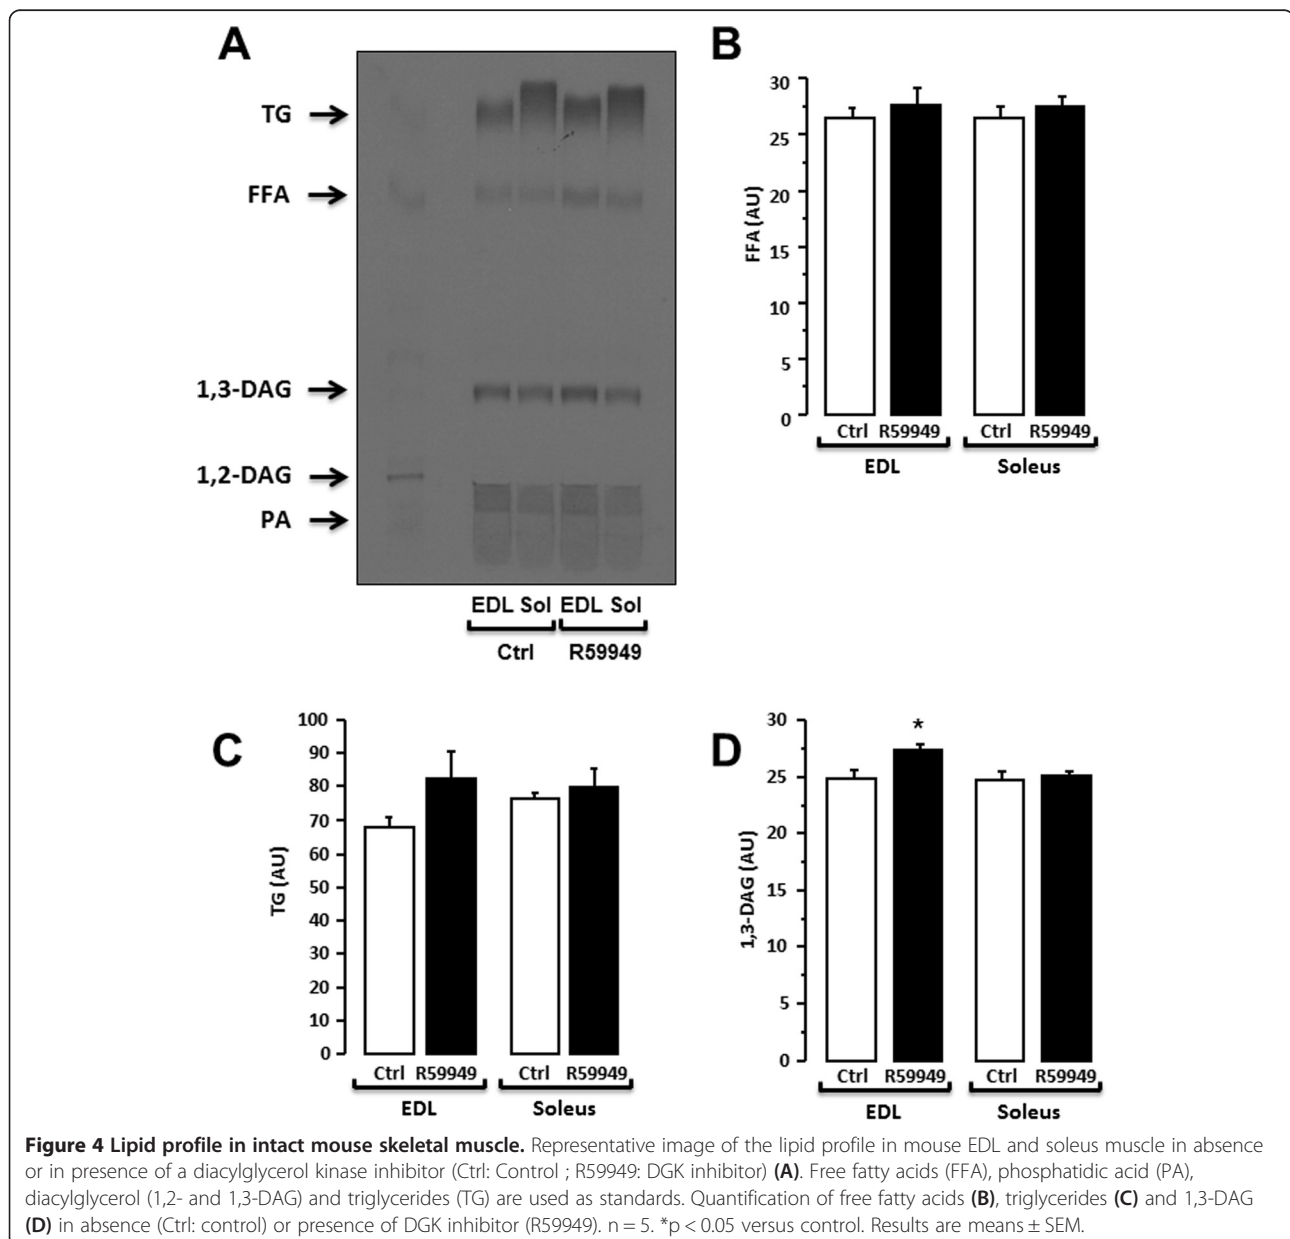 A
TG
FFA
1,3-DAG
1,2-DAG
PA
EDL Sol EDL Sol
Ctrl R59949
B
30
25
20
15
10
5
0
FFA (AU)
Ctrl R59949 Ctrl R59949
EDL Soleus
C
100
90
80
70
60
50
40
30
20
10
0
TG (AU)
Ctrl R59949 Ctrl R59949
EDL Soleus
D
30
25
20
15
10
5
0
1,3-DAG (AU)
*
Ctrl R59949 Ctrl R59949
EDL Soleus
Figure 4 Lipid profile in intact mouse skeletal muscle. Representative image of the lipid profile in mouse EDL and soleus muscle in absence
or in presence of a diacylglycerol kinase inhibitor (Ctrl: Control ; R59949: DGK inhibitor) (A). Free fatty acids (FFA), phosphatidic acid (PA),
diacylglycerol (1,2- and 1,3-DAG) and triglycerides (TG) are used as standards. Quantification of free fatty acids (B), triglycerides (C) and 1,3-DAG
(D) in absence (Ctrl: control) or presence of DGK inhibitor (R59949). n = 5. *p < 0.05 versus control. Results are means ± SEM.